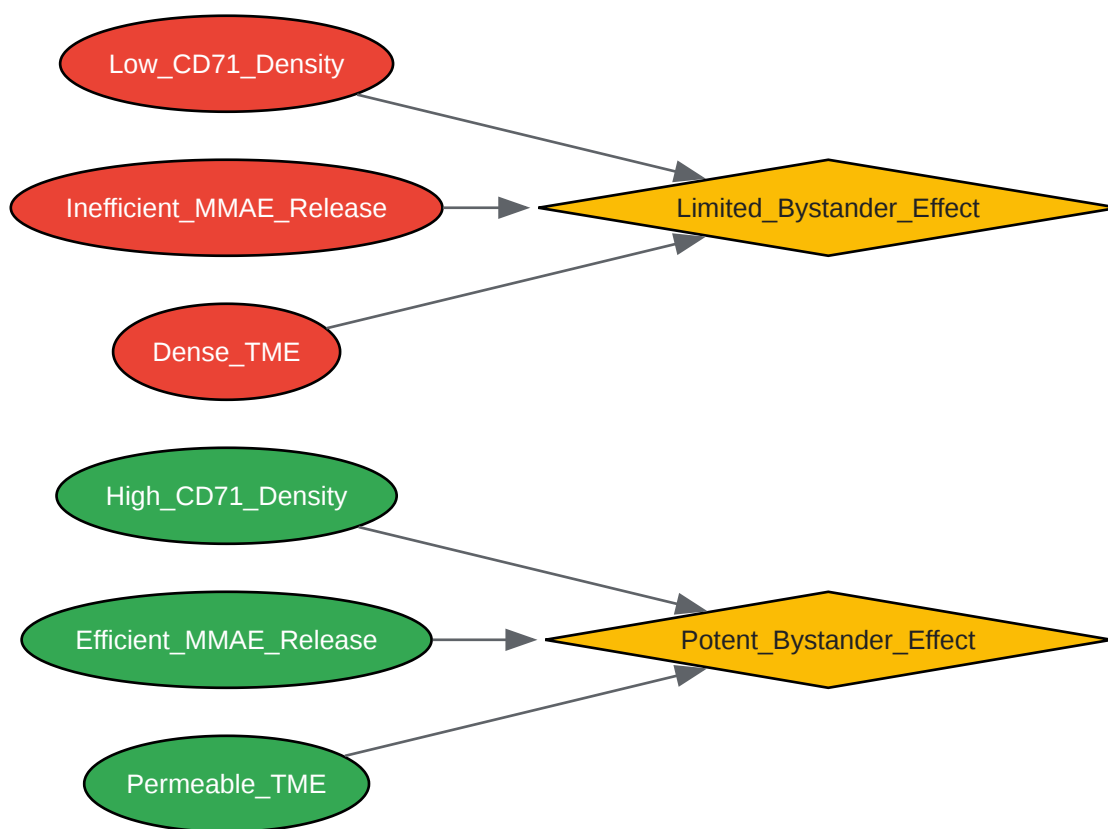 Low_CD71_Density
Inefficient_MMAE_Release
Limited_Bystander_Effect
Dense_TME
High_CD71_Density
Efficient_MMAE_Release
Potent_Bystander_Effect
Permeable_TME